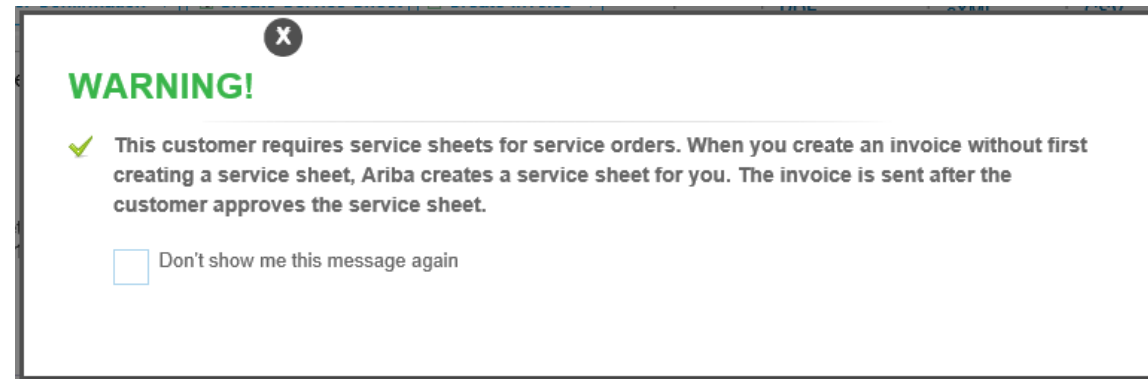 X
WARNING!
This customer requires service sheets for service orders. When you create an invoice without first
creating a service sheet, Ariba creates a service sheet for you. The invoice is sent after the
customer approves the service sheet.
Don't show me this message again